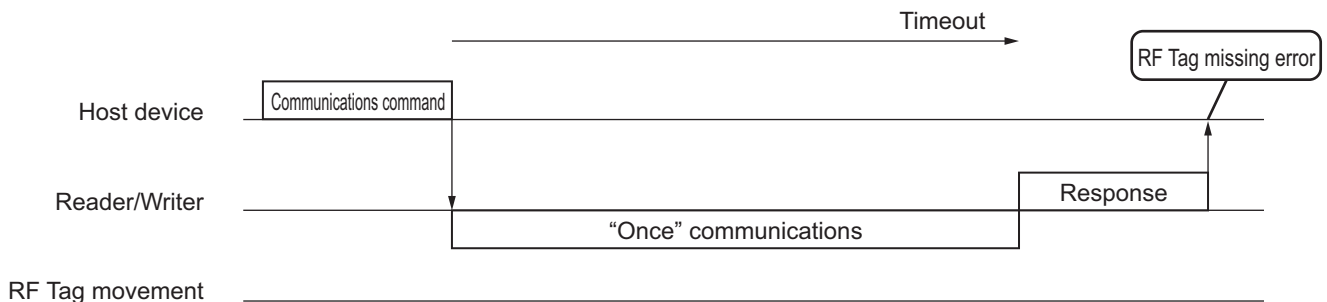 Timeout
RF Tag missing error
Communications command
Host device
Response
Reader/Writer
“Once” communications
RF Tag movement